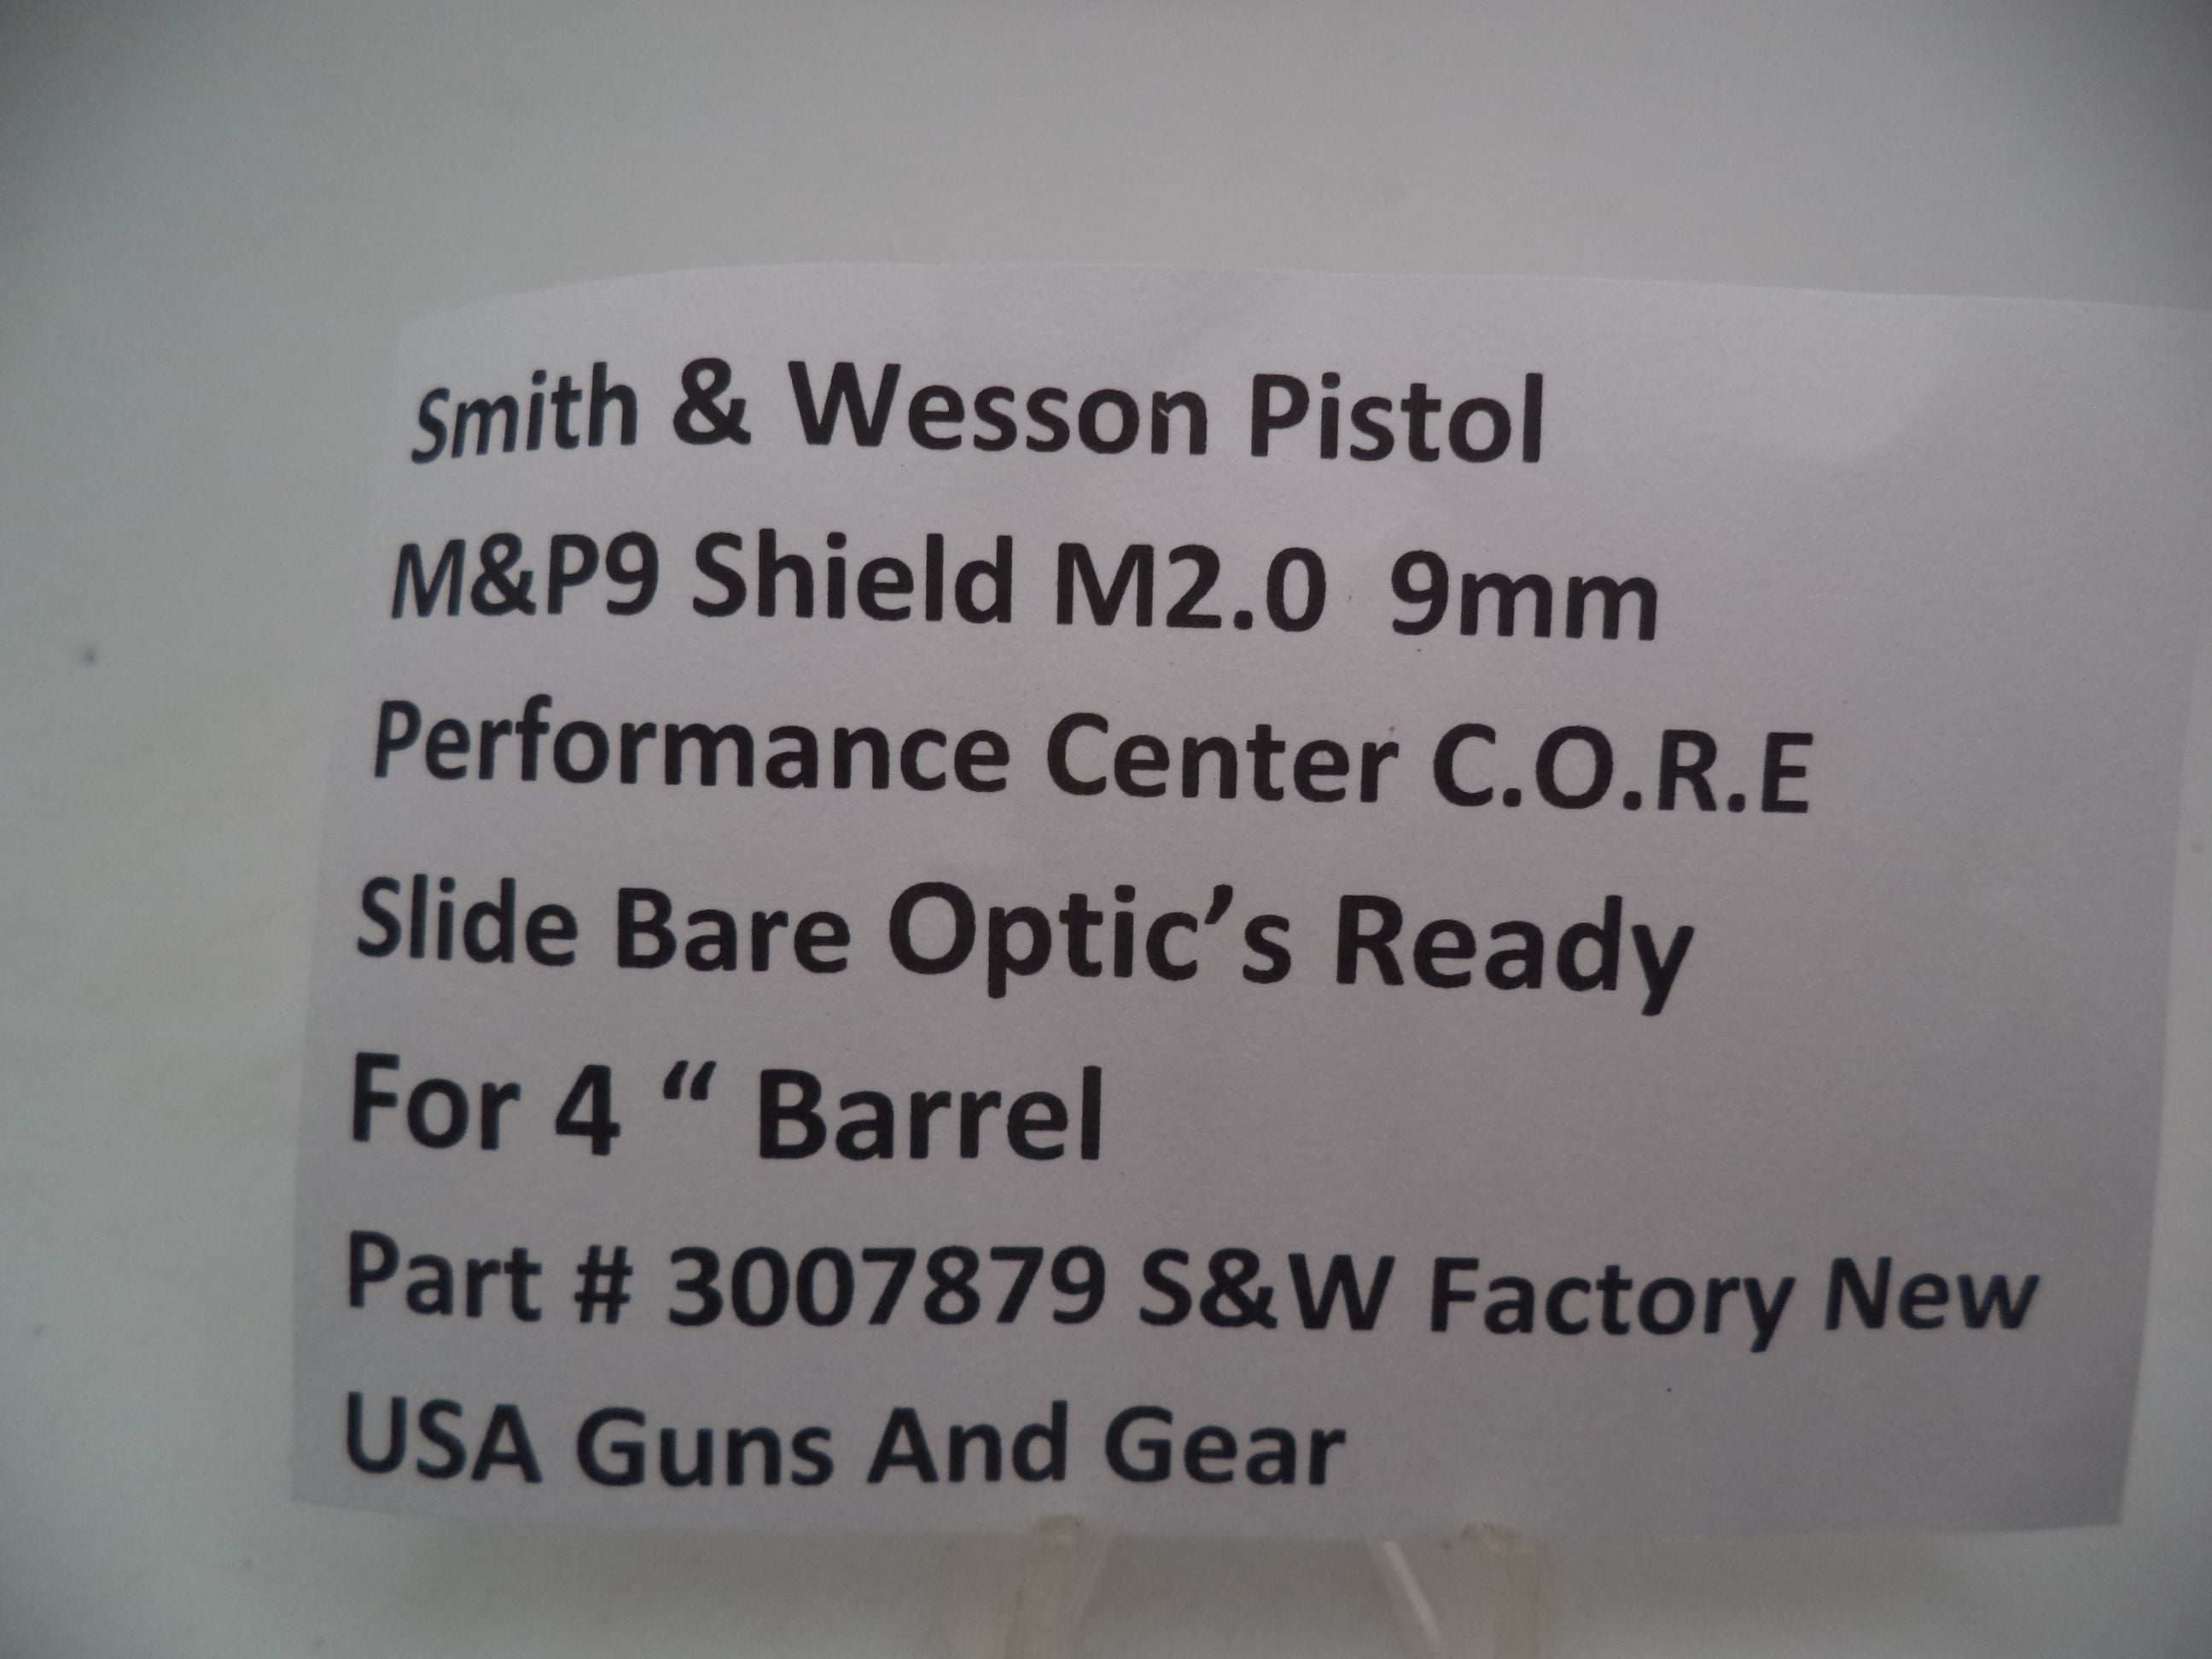 Smith & Wesson Pistol
M&P9 Shield M2.0  9mm
Performance Center C.O.R.E
Slide Bare Optic’s Ready
For 4 “ Barrel
Part # 3007879 S&W Factory New
USA Guns And Gear